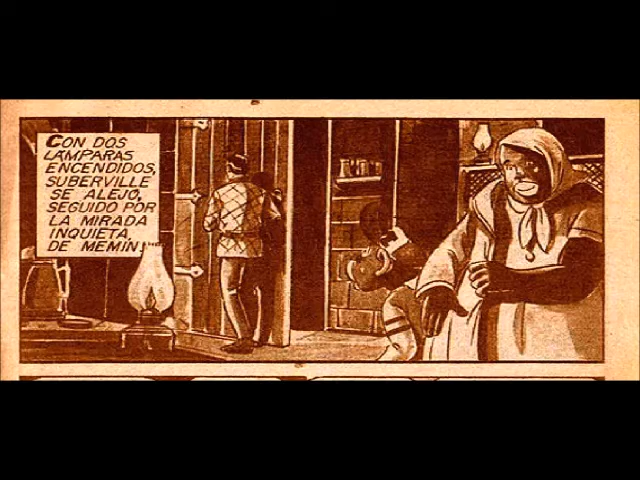 CON DOS
LAMPARAS
ENCENDIDOS,
SUBERVILLE
SE ALEJO,
SEGUIDO POR
LA MIRADA
INQUIETA
DE MEMIN!